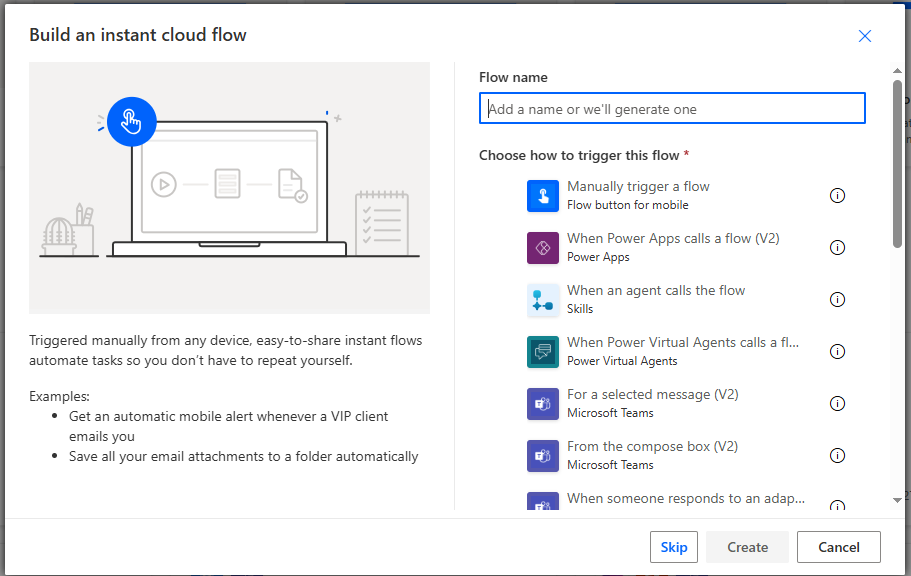 Build an instant cloud flow
Triggered manually from any device, easy-to-share instant flows
automate tasks so you don't have to repeat yourself.
Examples:
• Get an automatic mobile alert whenever a VIP client
emails you
• Save all your email attachments to a folder automatically
Flow name
Add a name or we'll generate one
Choose how to trigger this flow *
Manually trigger a flow
Flow button for mobile
When Power Apps calls a flow (V2)
Power Apps
When an agent calls the flow
Skills
When Power Virtual Agents calls a fl...
Power Virtual Agents
For a selected message (V2)
Microsoft Teams
From the compose box (V2)
Microsoft Teams
When someone responds to an adap...
Skip
Create
Cancel